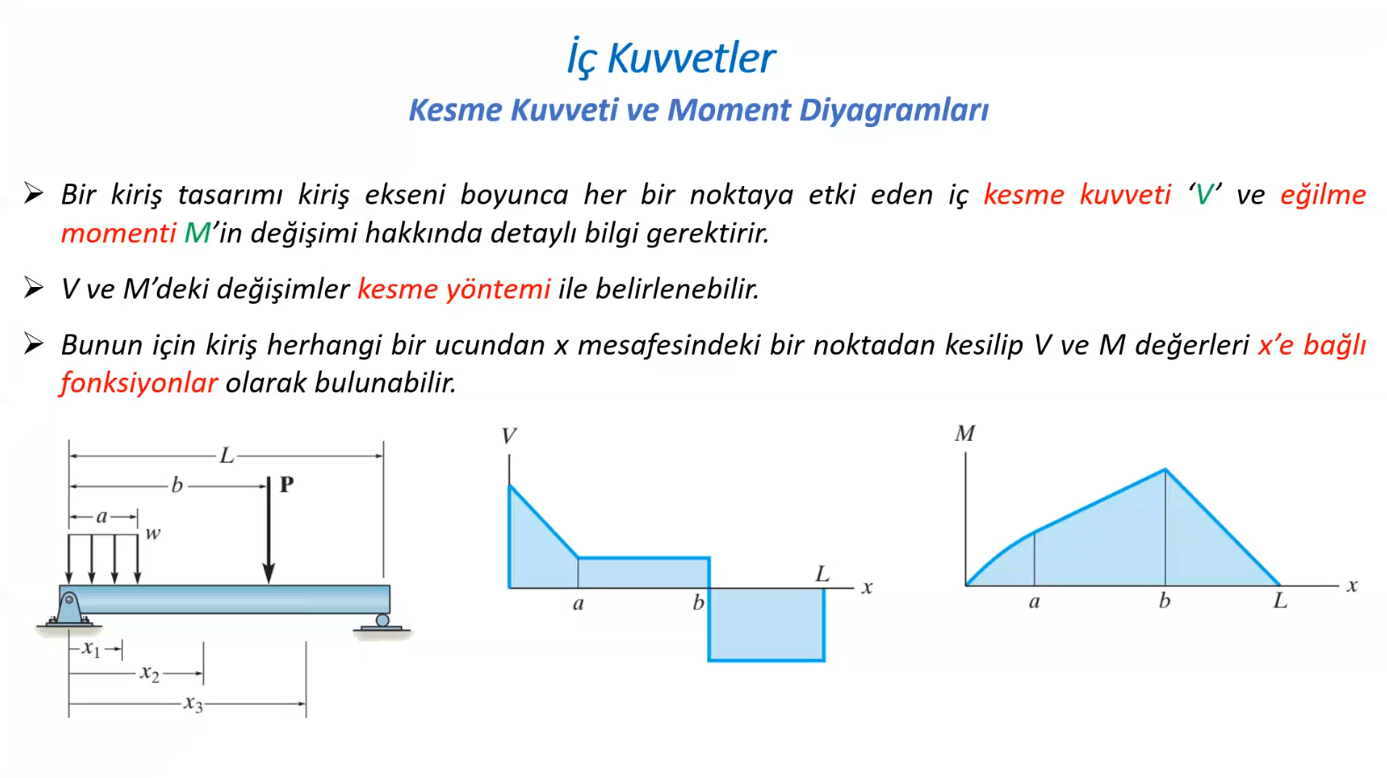 İç Kuvvetler
Kesme Kuvveti ve Moment Diyagramları
Bir kiriş tasarımı kiriş ekseni boyunca her bir noktaya etki eden iç kesme kuvveti ‘V’ ve eğilme
momenti M’in değişimi hakkında detaylı bilgi gerektirir.
V ve M’deki değişimler kesme yöntemi ile belirlenebilir.
Bunun için kiriş herhangi bir ucundan x mesafesindeki bir noktadan kesilip V ve M değerleri x’e bağlı
fonksiyonlar olarak bulunabilir.
L
b
P
a
w
x1
x2
x3
V
L
x
a
b
M
x
a
b
L